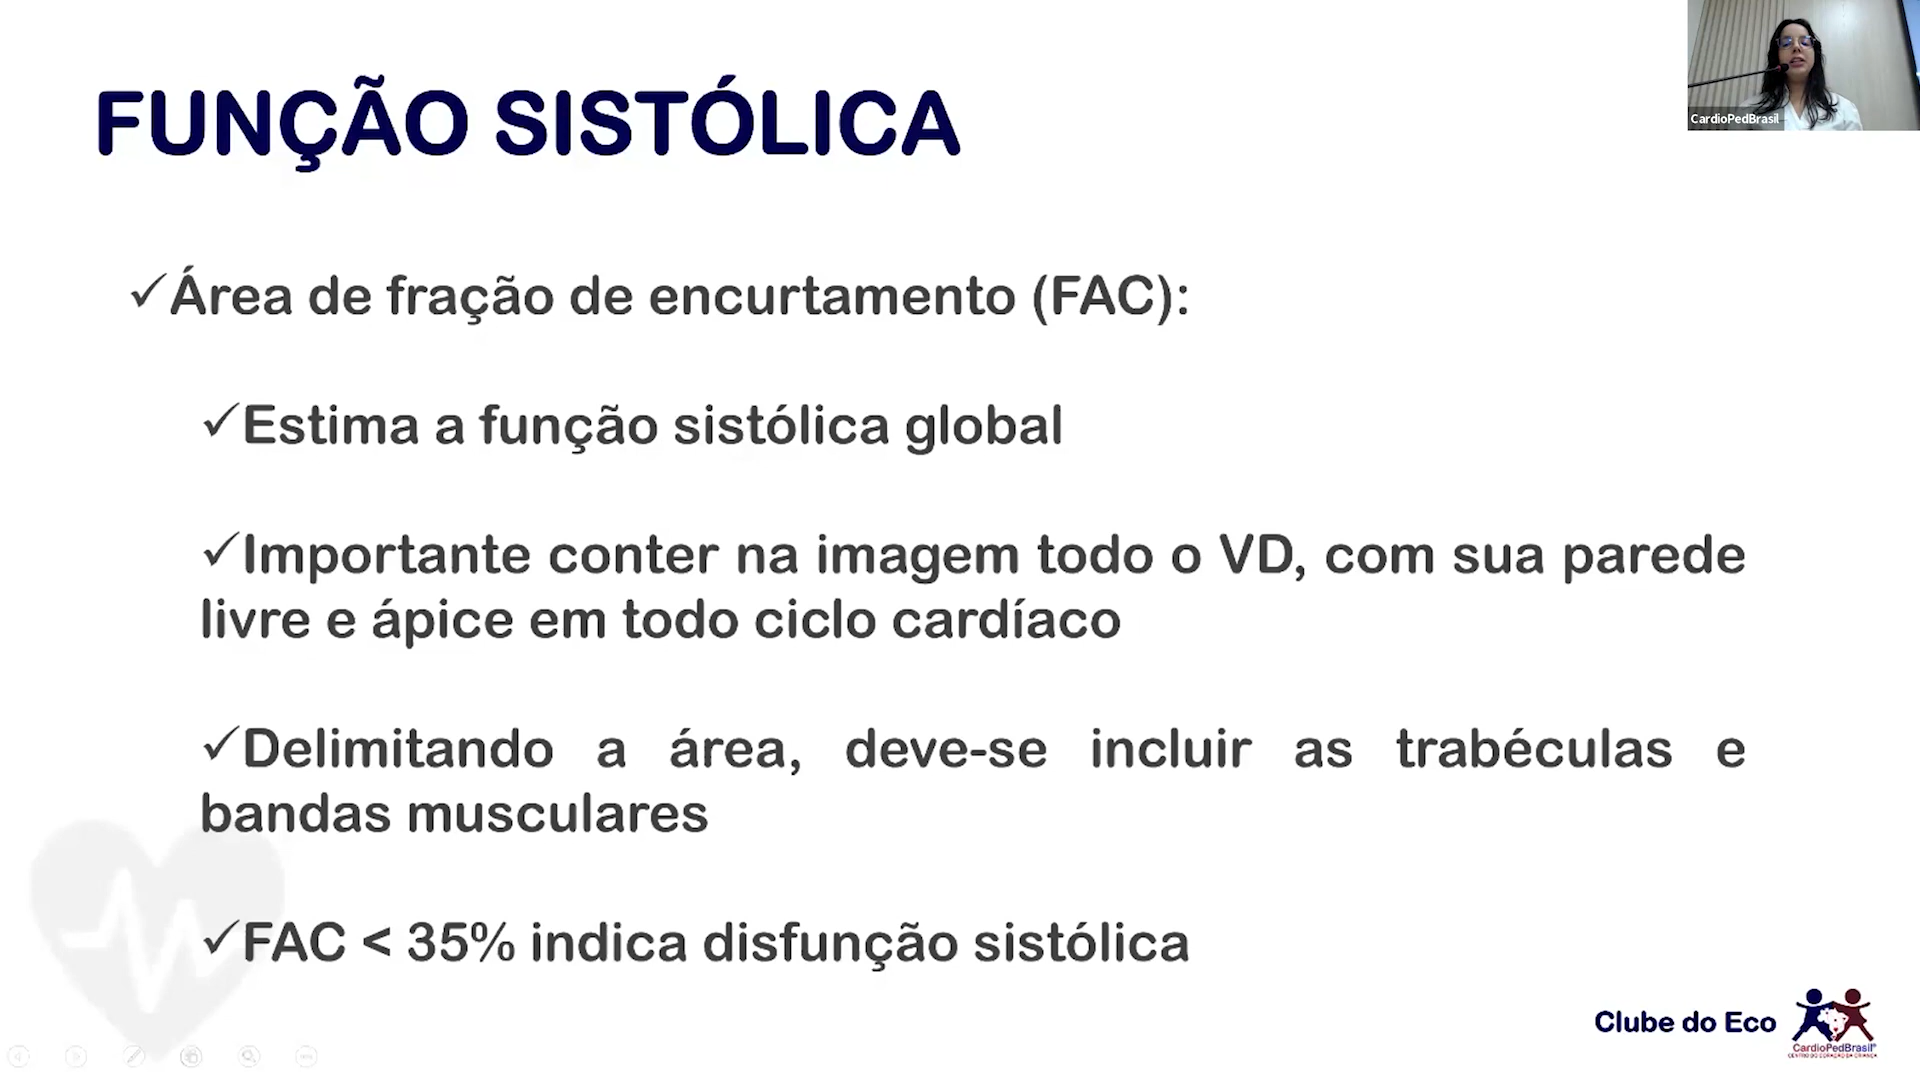 CardioPedBrasil
FUNÇÃO SISTÓLICA
✓Área de fração de encurtamento (FAC):
✓Estima a função sistólica global
✓Importante conter na imagem todo o VD, com sua parede
livre e ápice em todo ciclo cardíaco
✓Delimitando a área, deve-se incluir as trabéculas e
bandas musculares
✓FAC < 35% indica disfunção sistólica
Clube do Eco
CardioPedBrasil®
CENTRO DO CORAÇÃO DA CRIANÇA